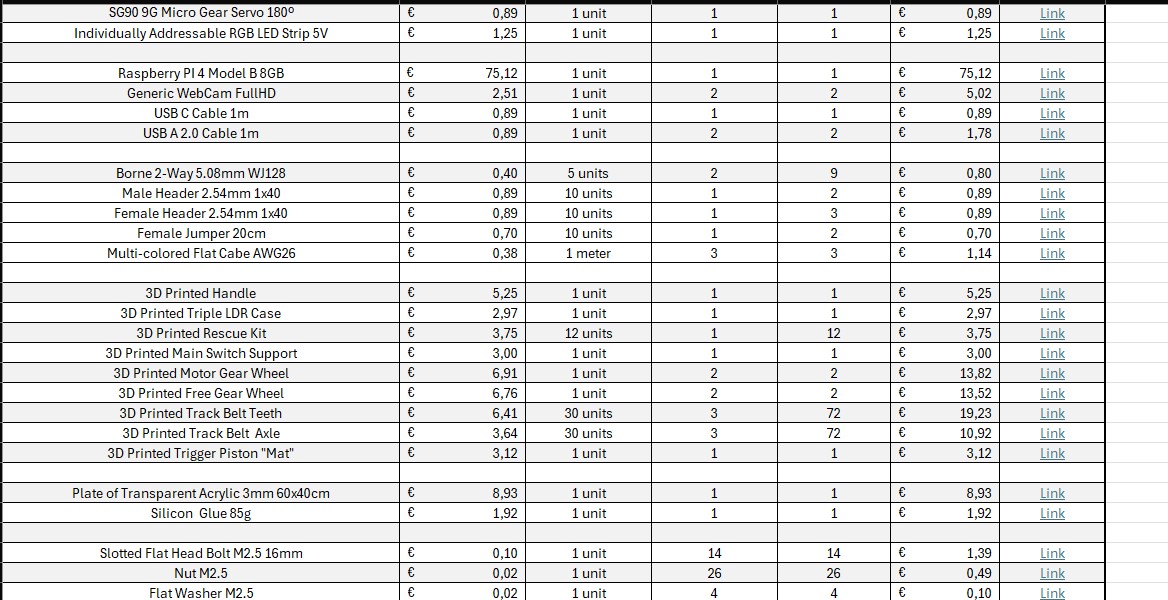 SG90 9G Micro Gear Servo 180º € 0,89 1 unit 1 1 € 0,89 Link
Individually Addressable RGB LED Strip 5V € 1,25 1 unit 1 1 € 1,25 Link
Raspberry PI 4 Model B 8GB € 75,12 1 unit 1 1 € 75,12 Link
Generic WebCam FullHD € 2,51 1 unit 2 2 € 5,02 Link
USB C Cable 1m € 0,89 1 unit 1 1 € 0,89 Link
USB A 2.0 Cable 1m € 0,89 1 unit 2 2 € 1,78 Link
Borne 2-Way 5.08mm WJ128 € 0,40 5 units 2 9 € 0,80 Link
Male Header 2.54mm 1x40 € 0,89 10 units 1 2 € 0,89 Link
Female Header 2.54mm 1x40 € 0,89 10 units 1 3 € 0,89 Link
Female Jumper 20cm € 0,70 10 units 1 2 € 0,70 Link
Multi-colored Flat Cabe AWG26 € 0,38 1 meter 3 3 € 1,14 Link
3D Printed Handle € 5,25 1 unit 1 1 € 5,25 Link
3D Printed Triple LDR Case € 2,97 1 unit 1 1 € 2,97 Link
3D Printed Rescue Kit € 3,75 12 units 1 12 € 3,75 Link
3D Printed Main Switch Support € 3,00 1 unit 1 1 € 3,00 Link
3D Printed Motor Gear Wheel € 6,91 1 unit 2 2 € 13,82 Link
3D Printed Free Gear Wheel € 6,76 1 unit 2 2 € 13,52 Link
3D Printed Track Belt Teeth € 6,41 30 units 3 72 € 19,23 Link
3D Printed Track Belt Axle € 3,64 30 units 3 72 € 10,92 Link
3D Printed Trigger Piston "Mat" € 3,12 1 unit 1 1 € 3,12 Link
Plate of Transparent Acrylic 3mm 60x40cm € 8,93 1 unit 1 1 € 8,93 Link
Silicon Glue 85g € 1,92 1 unit 1 1 € 1,92 Link
Slotted Flat Head Bolt M2.5 16mm € 0,10 1 unit 14 14 € 1,39 Link
Nut M2.5 € 0,02 1 unit 26 26 € 0,49 Link
Flat Washer M2.5 € 0,02 1 unit 4 4 € 0,10 Link